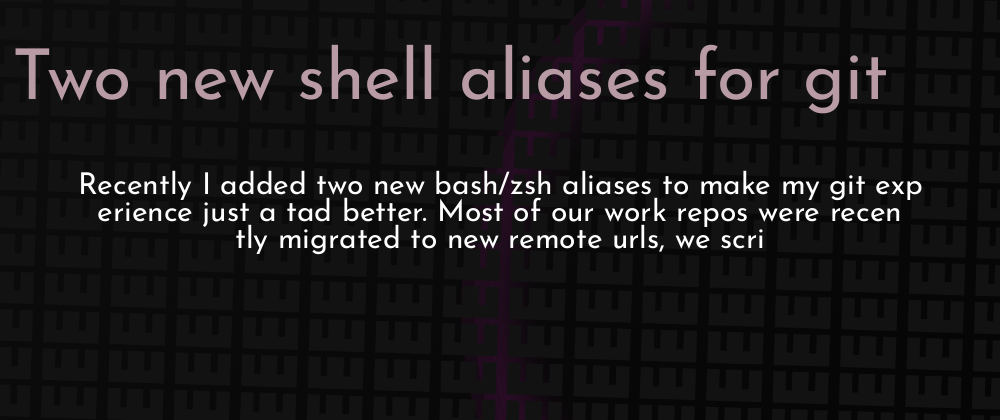 Two new shell aliases for git
Recently I added two new bash/zsh aliases to make my git exp
erience just a tad better. Most of our work repos were recen
tly migrated to new remote urls, we scri